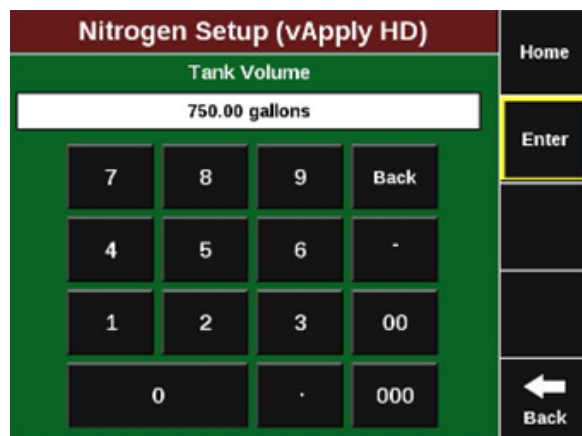 Nitrogen Setup (vApply HD)
Home
Tank Volume
750.00 gallons
Enter
7 8 9 Back
4 5 6 -
1 2 3 00
0 . 000
Back